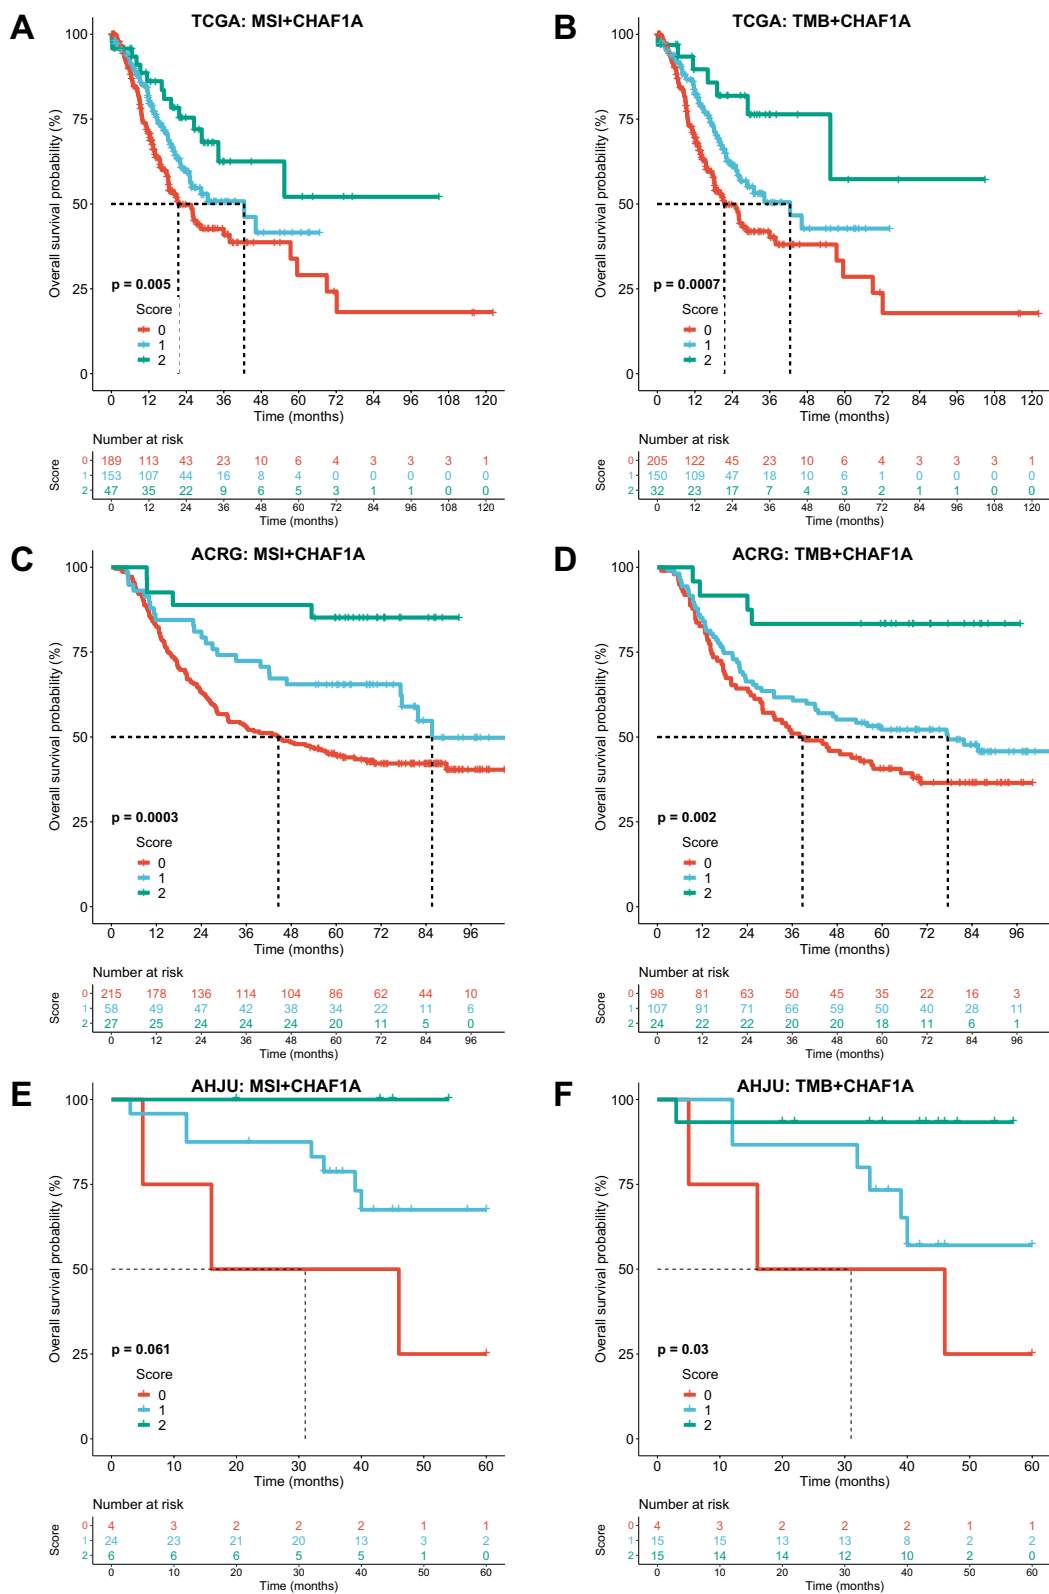 A
TCGA: MSI+CHAF1A
Overall survival probability (%)
100
75
50
25
0
p = 0.005
Score
0
1
2
0 12 24 36 48 60 72 84 96 108 120
Time (months)
Number at risk
Score
0 189 113 43 23 10 6 4 3 3 3 1
1 153 107 44 16 8 4 0 0 0 0 0
2 47 35 22 9 6 5 3 1 1 0 0
0 12 24 36 48 60 72 84 96 108 120
Time (months)
B
TCGA: TMB+CHAF1A
Overall survival probability (%)
100
75
50
25
0
p = 0.0007
Score
0
1
2
0 12 24 36 48 60 72 84 96 108 120
Time (months)
Number at risk
Score
0 205 122 45 23 10 6 4 3 3 3 1
1 150 109 47 18 10 6 1 0 0 0 0
2 32 23 17 7 4 3 2 1 1 0 0
0 12 24 36 48 60 72 84 96 108 120
Time (months)
C
ACRG: MSI+CHAF1A
Overall survival probability (%)
100
75
50
25
0
p = 0.0003
Score
0
1
2
0 12 24 36 48 60 72 84 96
Time (months)
Number at risk
Score
0 215 178 136 114 104 86 62 44 10
1 58 49 47 42 38 34 22 11 6
2 27 25 24 24 24 20 11 5 0
0 12 24 36 48 60 72 84 96
Time (months)
D
ACRG: TMB+CHAF1A
Overall survival probability (%)
100
75
50
25
0
p = 0.002
Score
0
1
2
0 12 24 36 48 60 72 84 96
Time (months)
Number at risk
Score
0 98 81 63 50 45 35 22 16 3
1 107 91 71 66 59 50 40 28 11
2 24 22 22 20 20 18 11 6 1
0 12 24 36 48 60 72 84 96
Time (months)
E
AHJU: MSI+CHAF1A
Overall survival probability (%)
100
75
50
25
0
p = 0.061
Score
0
1
2
0 10 20 30 40 50 60
Time (months)
Number at risk
Score
0 4 3 2 2 2 1 1
1 24 23 21 20 13 3 2
2 6 6 6 5 5 1 0
0 10 20 30 40 50 60
Time (months)
F
AHJU: TMB+CHAF1A
Overall survival probability (%)
100
75
50
25
0
p = 0.03
Score
0
1
2
0 10 20 30 40 50 60
Time (months)
Number at risk
Score
0 4 3 2 2 2 1 1
1 15 15 13 13 8 2 2
2 15 14 14 12 10 2 0
0 10 20 30 40 50 60
Time (months)